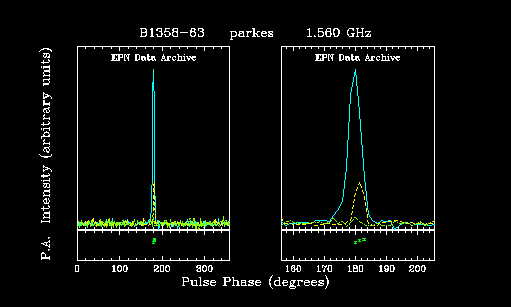 B1358-63 parkes 1.560 GHz
EPN Data Archive EPN Data Archive
P.A. Intensity (arbitrary units)
0 100 200 300 160 170 180 190 200
Pulse Phase (degrees)